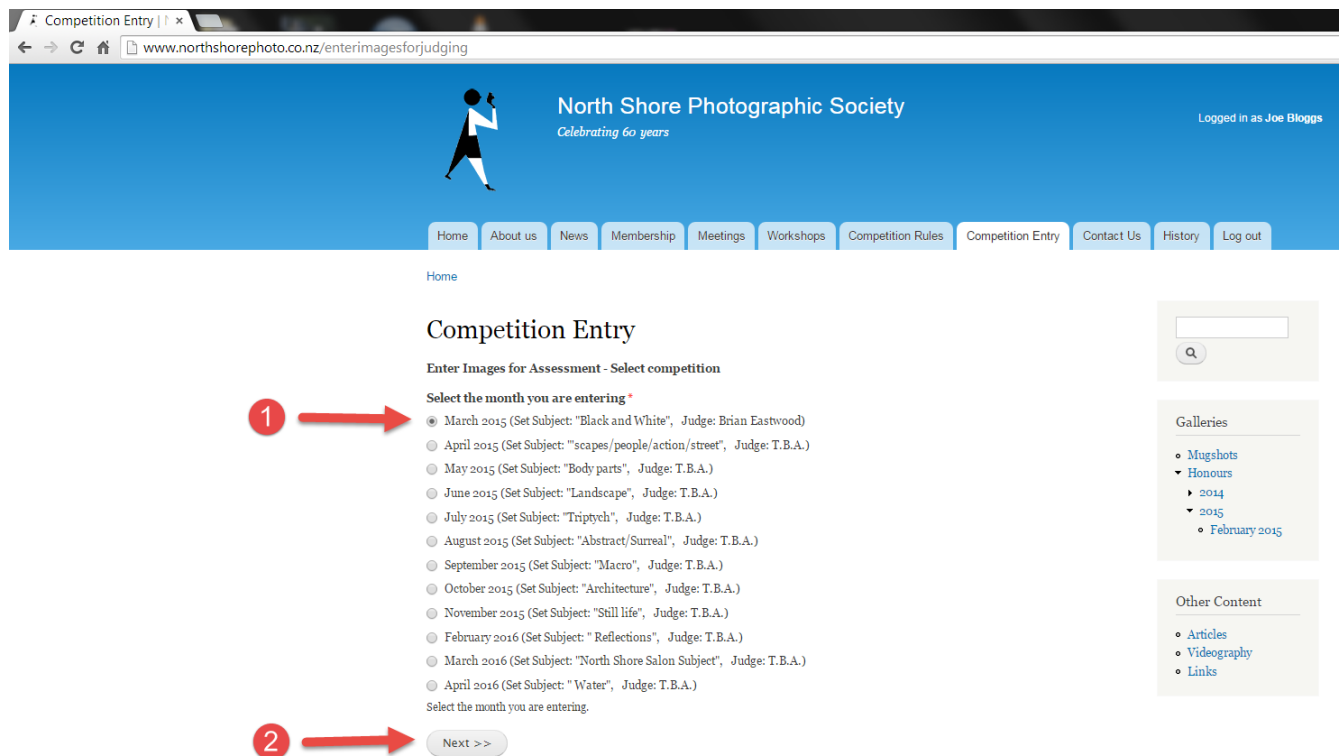 Competition Entry |
www.northshorephoto.co.nz/enterimagesforjudging
North Shore Photographic Society
Celebrating 60 years
Logged in as Joe Bloggs
Home About us News Membership Meetings Workshops Competition Rules Competition Entry Contact Us History Log out
Home
Competition Entry
Enter Images for Assessment - Select competition
Select the month you are entering *
1
March 2015 (Set Subject: "Black and White", Judge: Brian Eastwood)
April 2015 (Set Subject: "'scapes/people/action/street", Judge: T.B.A.)
May 2015 (Set Subject: "Body parts", Judge: T.B.A.)
June 2015 (Set Subject: "Landscape", Judge: T.B.A.)
July 2015 (Set Subject: "Triptych", Judge: T.B.A.)
August 2015 (Set Subject: "Abstract/Surreal", Judge: T.B.A.)
September 2015 (Set Subject: "Macro", Judge: T.B.A.)
October 2015 (Set Subject: "Architecture", Judge: T.B.A.)
November 2015 (Set Subject: "Still life", Judge: T.B.A.)
February 2016 (Set Subject: " Reflections", Judge: T.B.A.)
March 2016 (Set Subject: "North Shore Salon Subject", Judge: T.B.A.)
April 2016 (Set Subject: " Water", Judge: T.B.A.)
Select the month you are entering.
2
Next >>
Galleries
Mugshots
Honours
2014
2015
February 2015
Other Content
Articles
Videography
Links